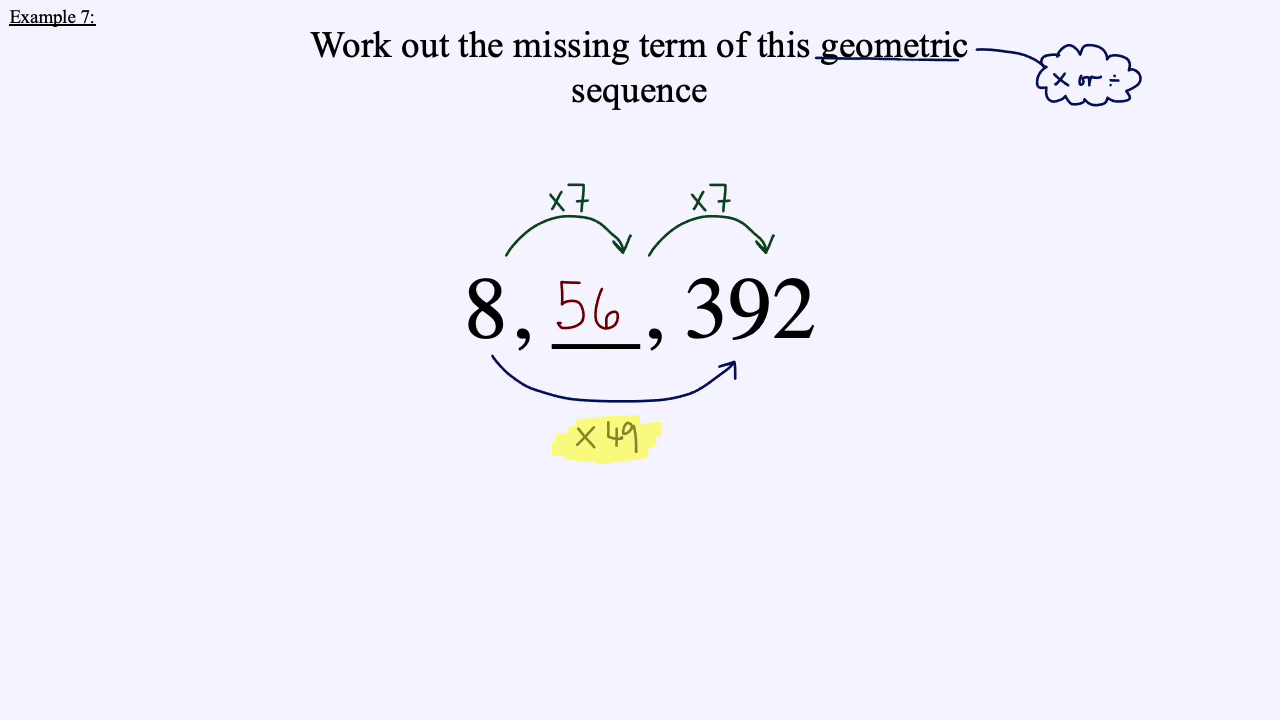 Example 7:
Work out the missing term of this geometric
sequence
x or ÷
x7 x7
8, 56, 392
x 49